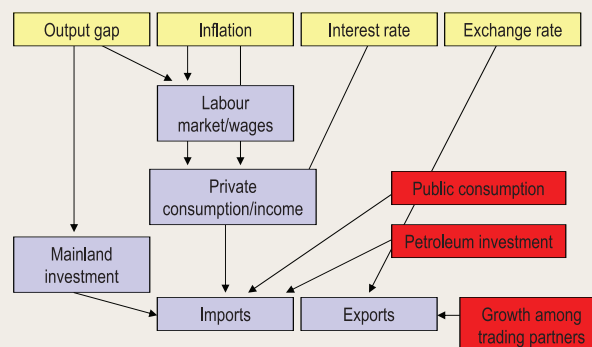 Output gap
Inflation
Interest rate
Exchange rate
Labour
market/wages
Private
consumption/income
Public consumption
Petroleum investment
Mainland
investment
Imports
Exports
Growth among
trading partners